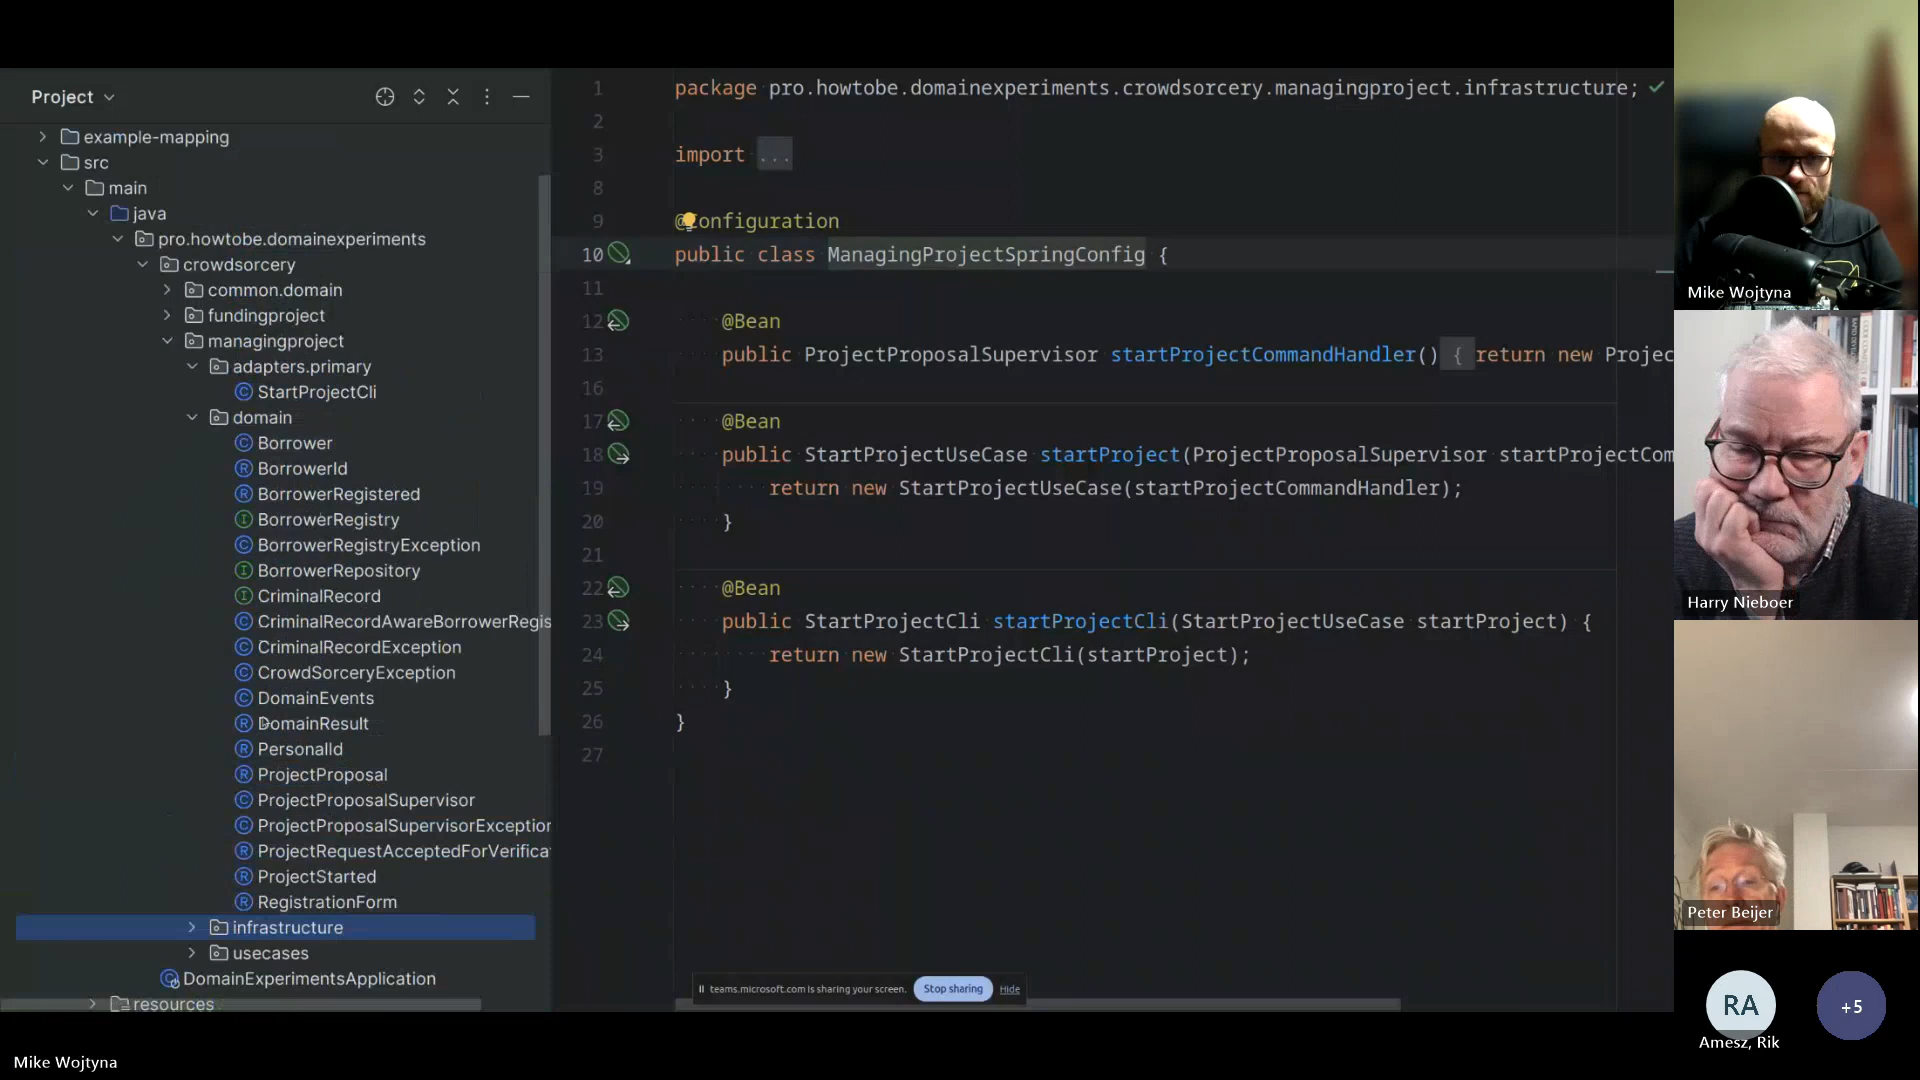 Project
example-mapping
src
main
java
pro.howtobe.domainexperiments
crowdsorcery
common.domain
fundingproject
managingproject
adapters.primary
StartProjectCli
domain
Borrower
BorrowerId
BorrowerRegistered
BorrowerRegistry
BorrowerRegistryException
BorrowerRepository
CriminalRecord
CriminalRecordAwareBorrowerRegis
CriminalRecordException
CrowdSorceryException
DomainEvents
DomainResult
PersonalId
ProjectProposal
ProjectProposalSupervisor
ProjectProposalSupervisorException
ProjectRequestAcceptedForVerifica
ProjectStarted
RegistrationForm
infrastructure
usecases
DomainExperimentsApplication
resources
1 package pro.howtobe.domainexperiments.crowdsorcery.managingproject.infrastructure;
2
3 import ...
8
9 @Configuration
10 public class ManagingProjectSpringConfig {
11
12 @Bean
13 public ProjectProposalSupervisor startProjectCommandHandler() { return new Projec
16
17 @Bean
18 public StartProjectUseCase startProject(ProjectProposalSupervisor startProjectCom
19 return new StartProjectUseCase(startProjectCommandHandler);
20 }
21
22 @Bean
23 public StartProjectCli startProjectCli(StartProjectUseCase startProject) {
24 return new StartProjectCli(startProject);
25 }
26 }
27
teams.microsoft.com is sharing your screen. Stop sharing Hide
Mike Wojtyna
Harry Nieboer
Peter Beijer
RA
Amesz, Rik
+5
Mike Wojtyna